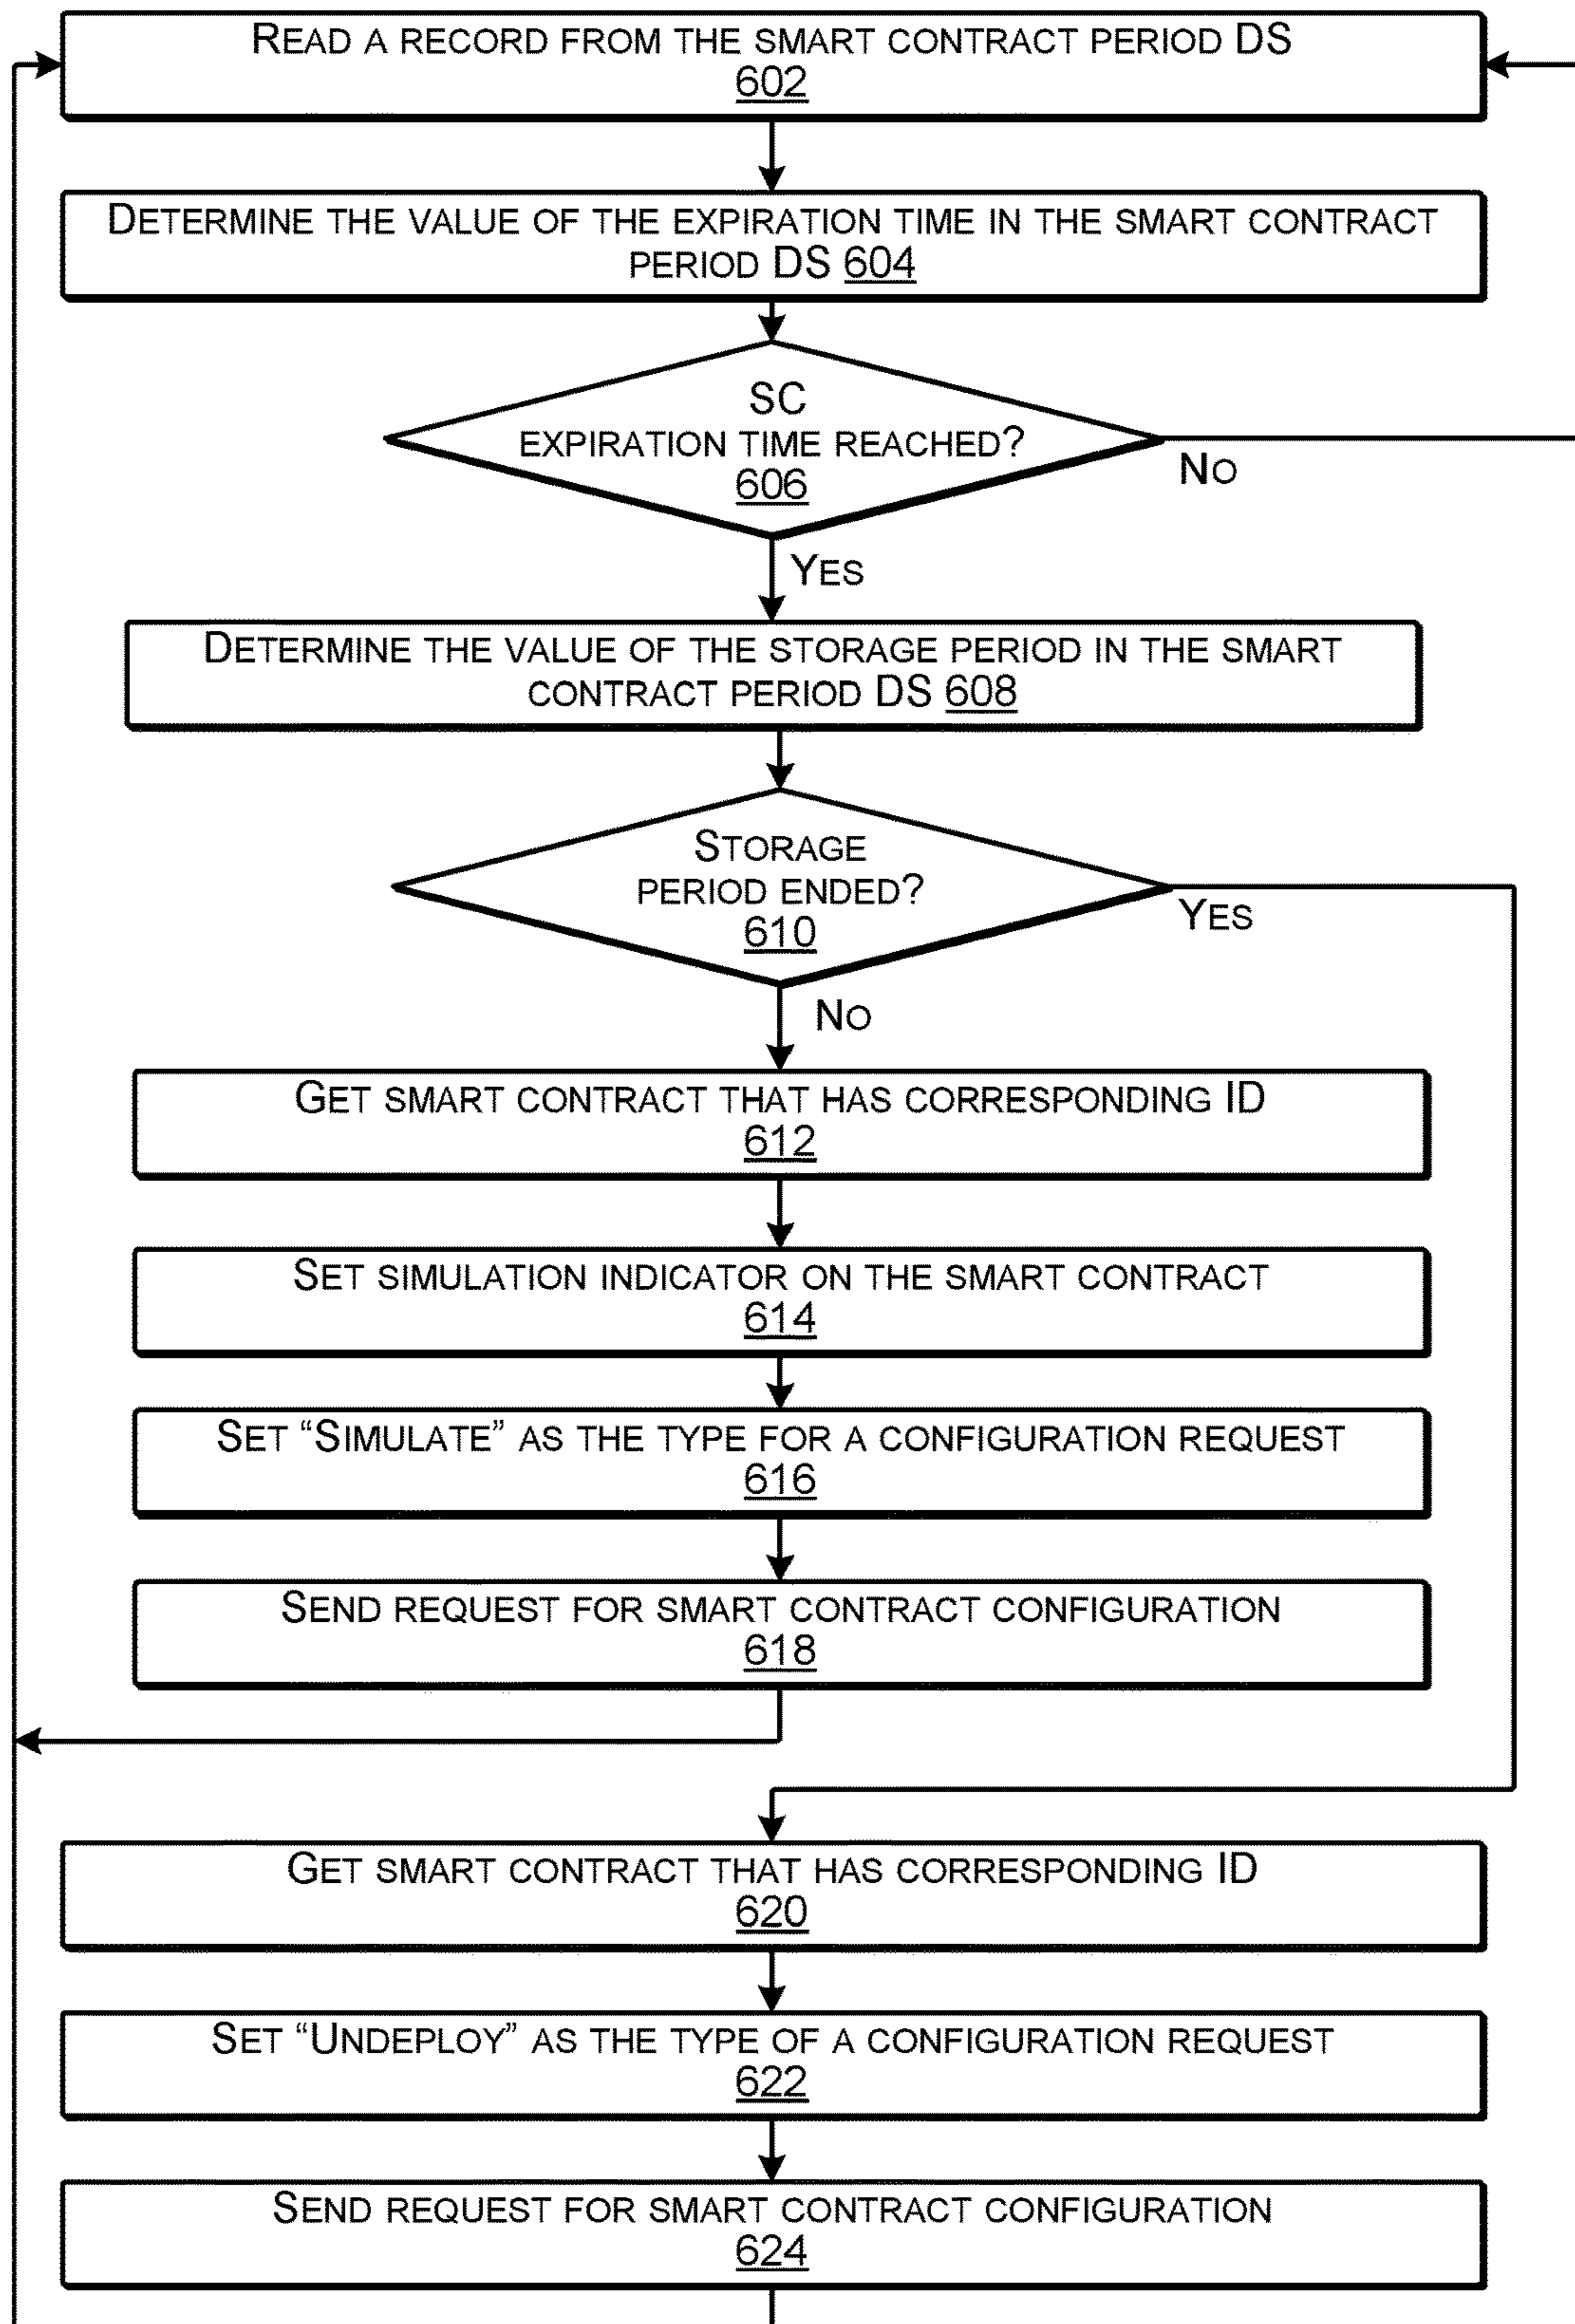 READ A RECORD FROM THE SMART CONTRACT PERIOD DS
602
DETERMINE THE VALUE OF THE EXPIRATION TIME IN THE SMART CONTRACT
PERIOD DS 604
SC
EXPIRATION TIME REACHED?
606
NO
YES
DETERMINE THE VALUE OF THE STORAGE PERIOD IN THE SMART
CONTRACT PERIOD DS 608
STORAGE
PERIOD ENDED?
610
YES
NO
GET SMART CONTRACT THAT HAS CORRESPONDING ID
612
SET SIMULATION INDICATOR ON THE SMART CONTRACT
614
SET “SIMULATE” AS THE TYPE FOR A CONFIGURATION REQUEST
616
SEND REQUEST FOR SMART CONTRACT CONFIGURATION
618
GET SMART CONTRACT THAT HAS CORRESPONDING ID
620
SET “UNDEPLOY” AS THE TYPE OF A CONFIGURATION REQUEST
622
SEND REQUEST FOR SMART CONTRACT CONFIGURATION
624